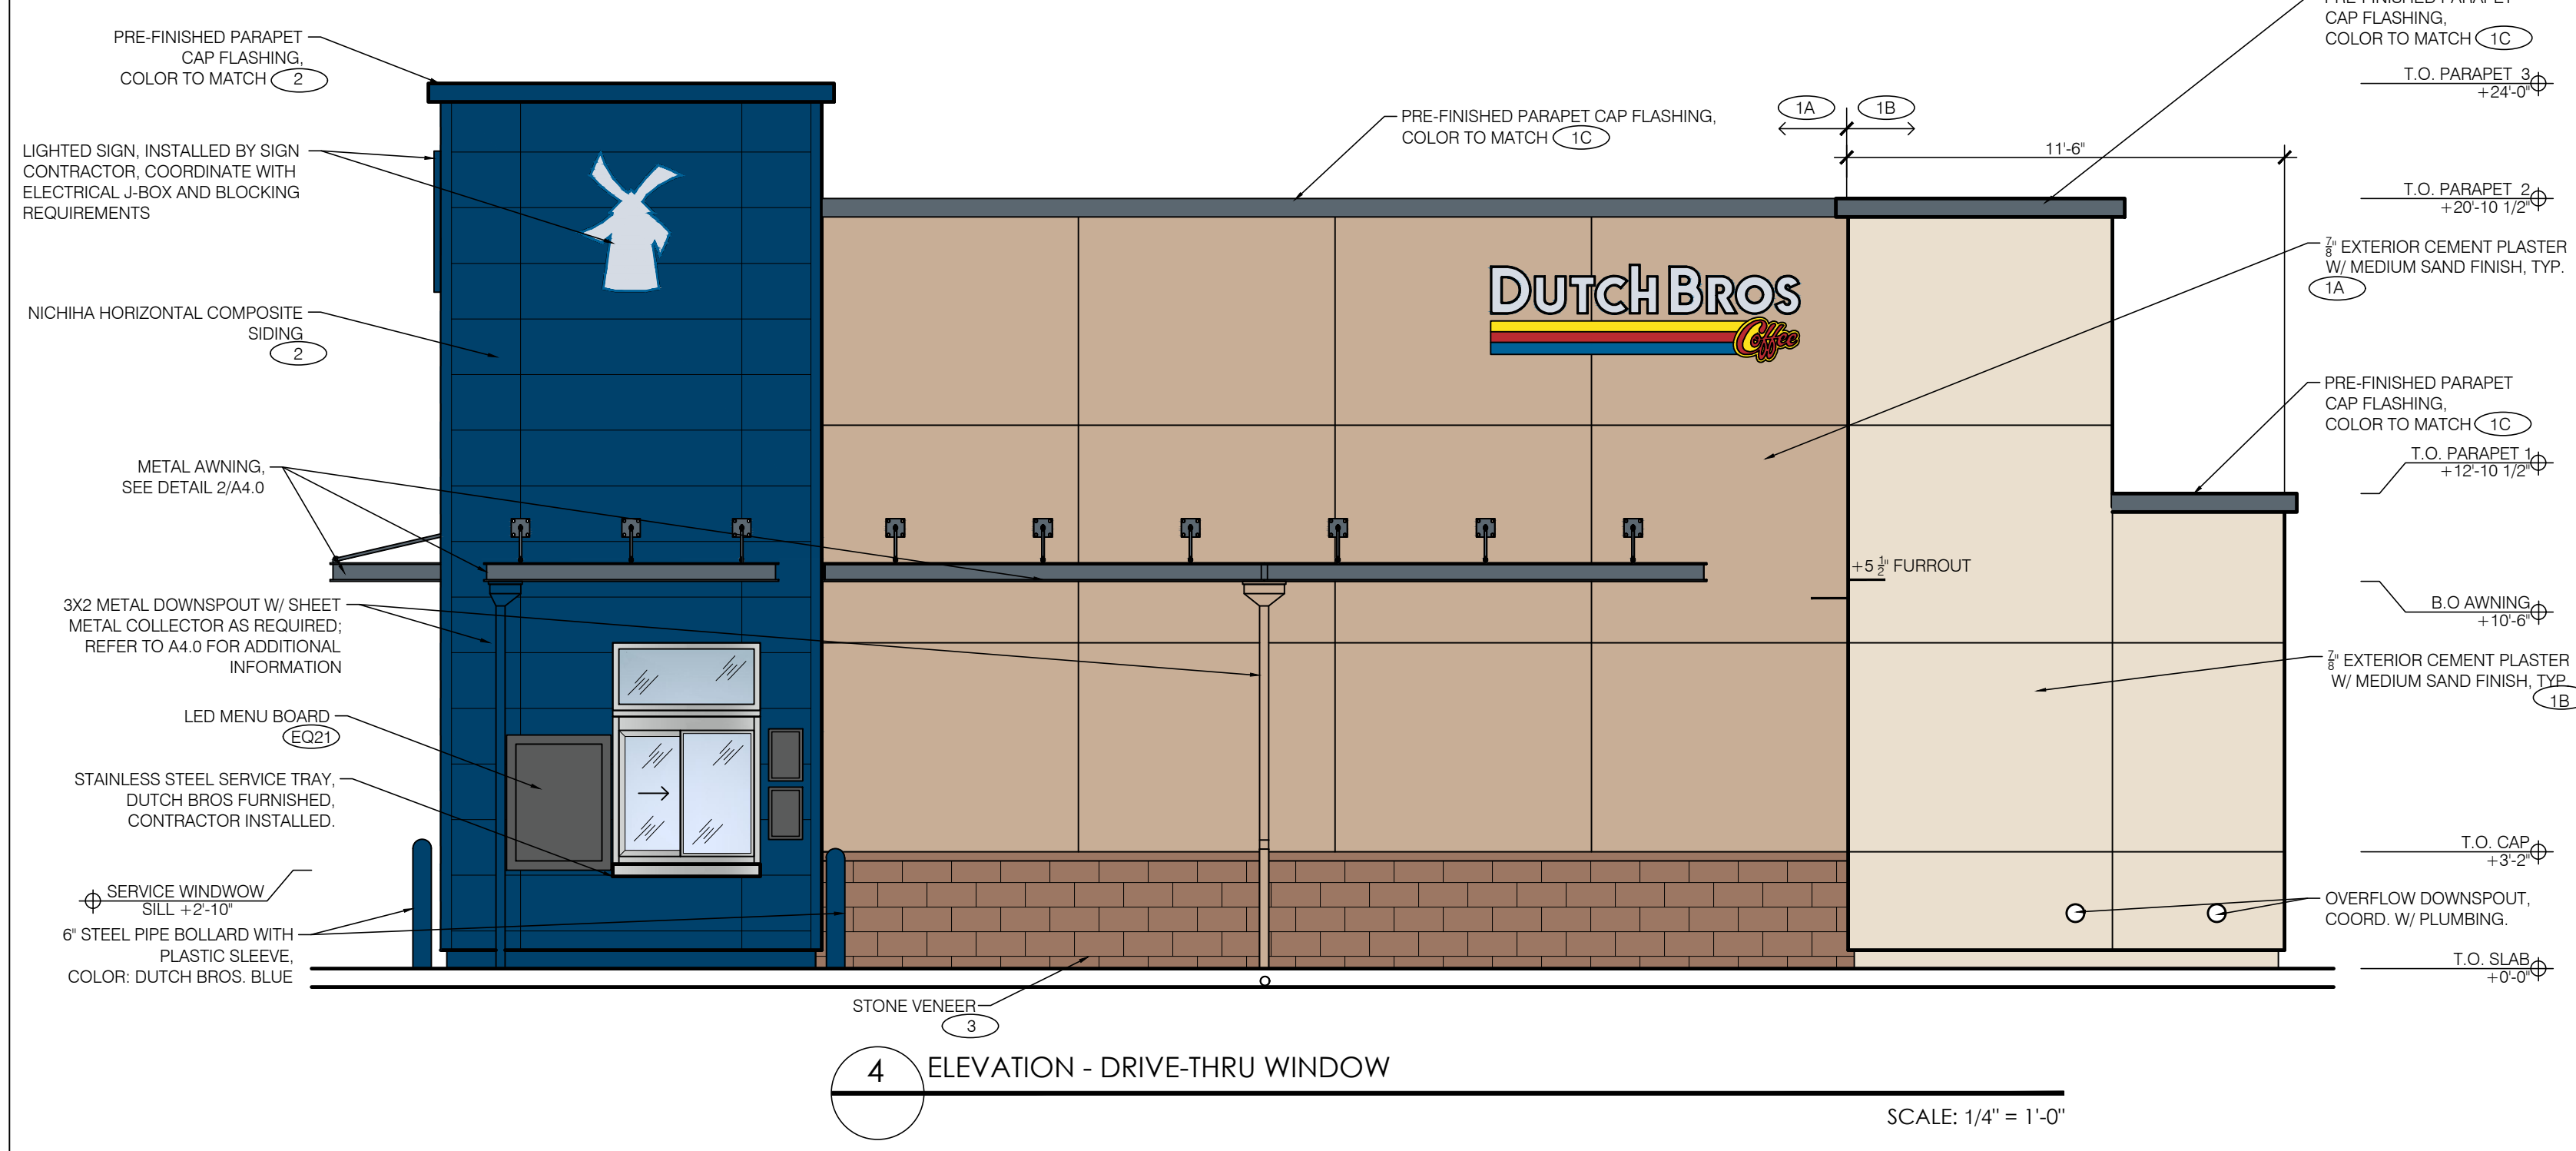 PRE-FINISHED PARAPET
CAP FLASHING,
COLOR TO MATCH 2
LIGHTED SIGN, INSTALLED BY SIGN
CONTRACTOR, COORDINATE WITH
ELECTRICAL J-BOX AND BLOCKING
REQUIREMENTS
NICHIHA HORIZONTAL COMPOSITE
SIDING
2
METAL AWNING,
SEE DETAIL 2/A4.0
3X2 METAL DOWNSPOUT W/ SHEET
METAL COLLECTOR AS REQUIRED;
REFER TO A4.0 FOR ADDITIONAL
INFORMATION
LED MENU BOARD
EQ21
STAINLESS STEEL SERVICE TRAY,
DUTCH BROS FURNISHED,
CONTRACTOR INSTALLED.
SERVICE WINDWOW
SILL +2'-10"
6" STEEL PIPE BOLLARD WITH
PLASTIC SLEEVE,
COLOR: DUTCH BROS. BLUE
PRE-FINISHED PARAPET CAP FLASHING,
COLOR TO MATCH 1C
1A 1B
11'-6"
DUTCH BROS
Coffee
+5 1/2" FURROUT
STONE VENEER
3
PRE-FINISHED PARAPET
CAP FLASHING,
COLOR TO MATCH 1C
T.O. PARAPET 3
+24'-0"
T.O. PARAPET 2
+20'-10 1/2"
7/8" EXTERIOR CEMENT PLASTER
W/ MEDIUM SAND FINISH, TYP.
1A
PRE-FINISHED PARAPET
CAP FLASHING,
COLOR TO MATCH 1C
T.O. PARAPET 1
+12'-10 1/2"
B.O AWNING
+10'-6"
7/8" EXTERIOR CEMENT PLASTER
W/ MEDIUM SAND FINISH, TYP.
1B
T.O. CAP
+3'-2"
OVERFLOW DOWNSPOUT,
COORD. W/ PLUMBING.
T.O. SLAB
+0'-0"
4 ELEVATION - DRIVE-THRU WINDOW
SCALE: 1/4" = 1'-0"